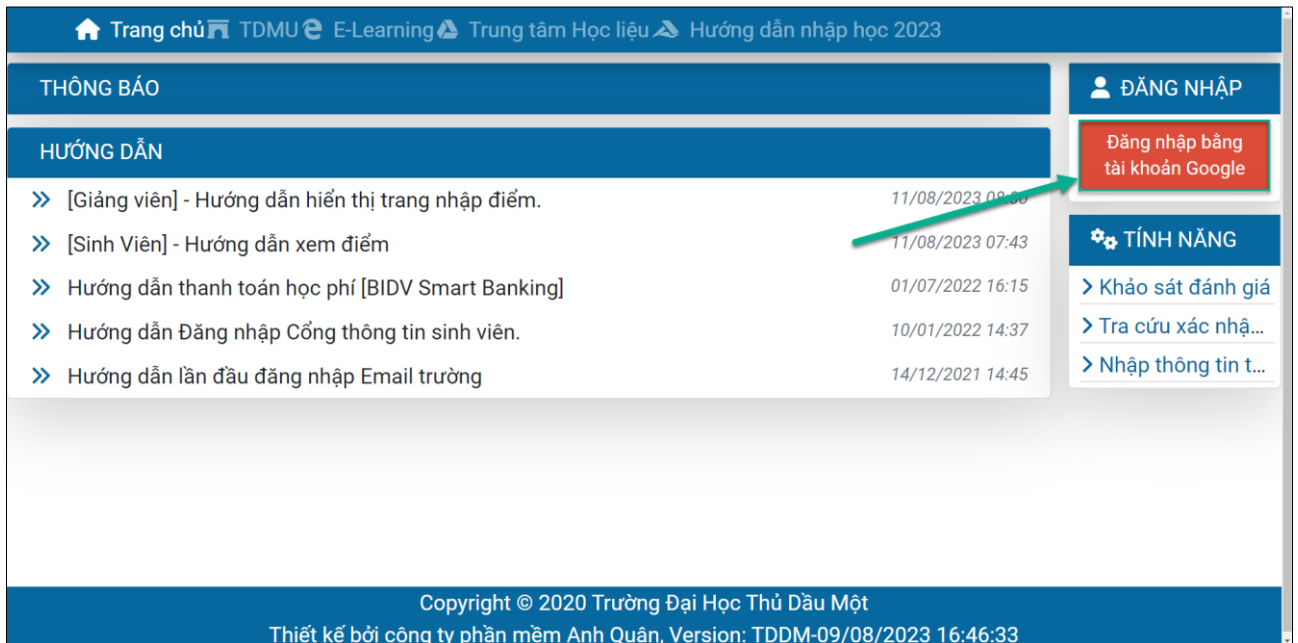 Trang chủ TDMU E-Learning Trung tâm Học liệu Hướng dẫn nhập học 2023
THÔNG BÁO
HƯỚNG DẪN
[Giảng viên] - Hướng dẫn hiển thị trang nhập điểm. 11/08/2023
[Sinh Viên] - Hướng dẫn xem điểm 11/08/2023 07:43
Hướng dẫn thanh toán học phí [BIDV Smart Banking] 01/07/2022 16:15
Hướng dẫn Đăng nhập Cổng thông tin sinh viên. 10/01/2022 14:37
Hướng dẫn lần đầu đăng nhập Email trường 14/12/2021 14:45
ĐĂNG NHẬP
Đăng nhập bằng
tài khoản Google
TÍNH NĂNG
Khảo sát đánh giá
Tra cứu xác nhậ...
Nhập thông tin t...
Copyright © 2020 Trường Đại Học Thủ Dầu Một
Thiết kế bởi công ty phần mềm Anh Quân, Version: TDDM-09/08/2023 16:46:33